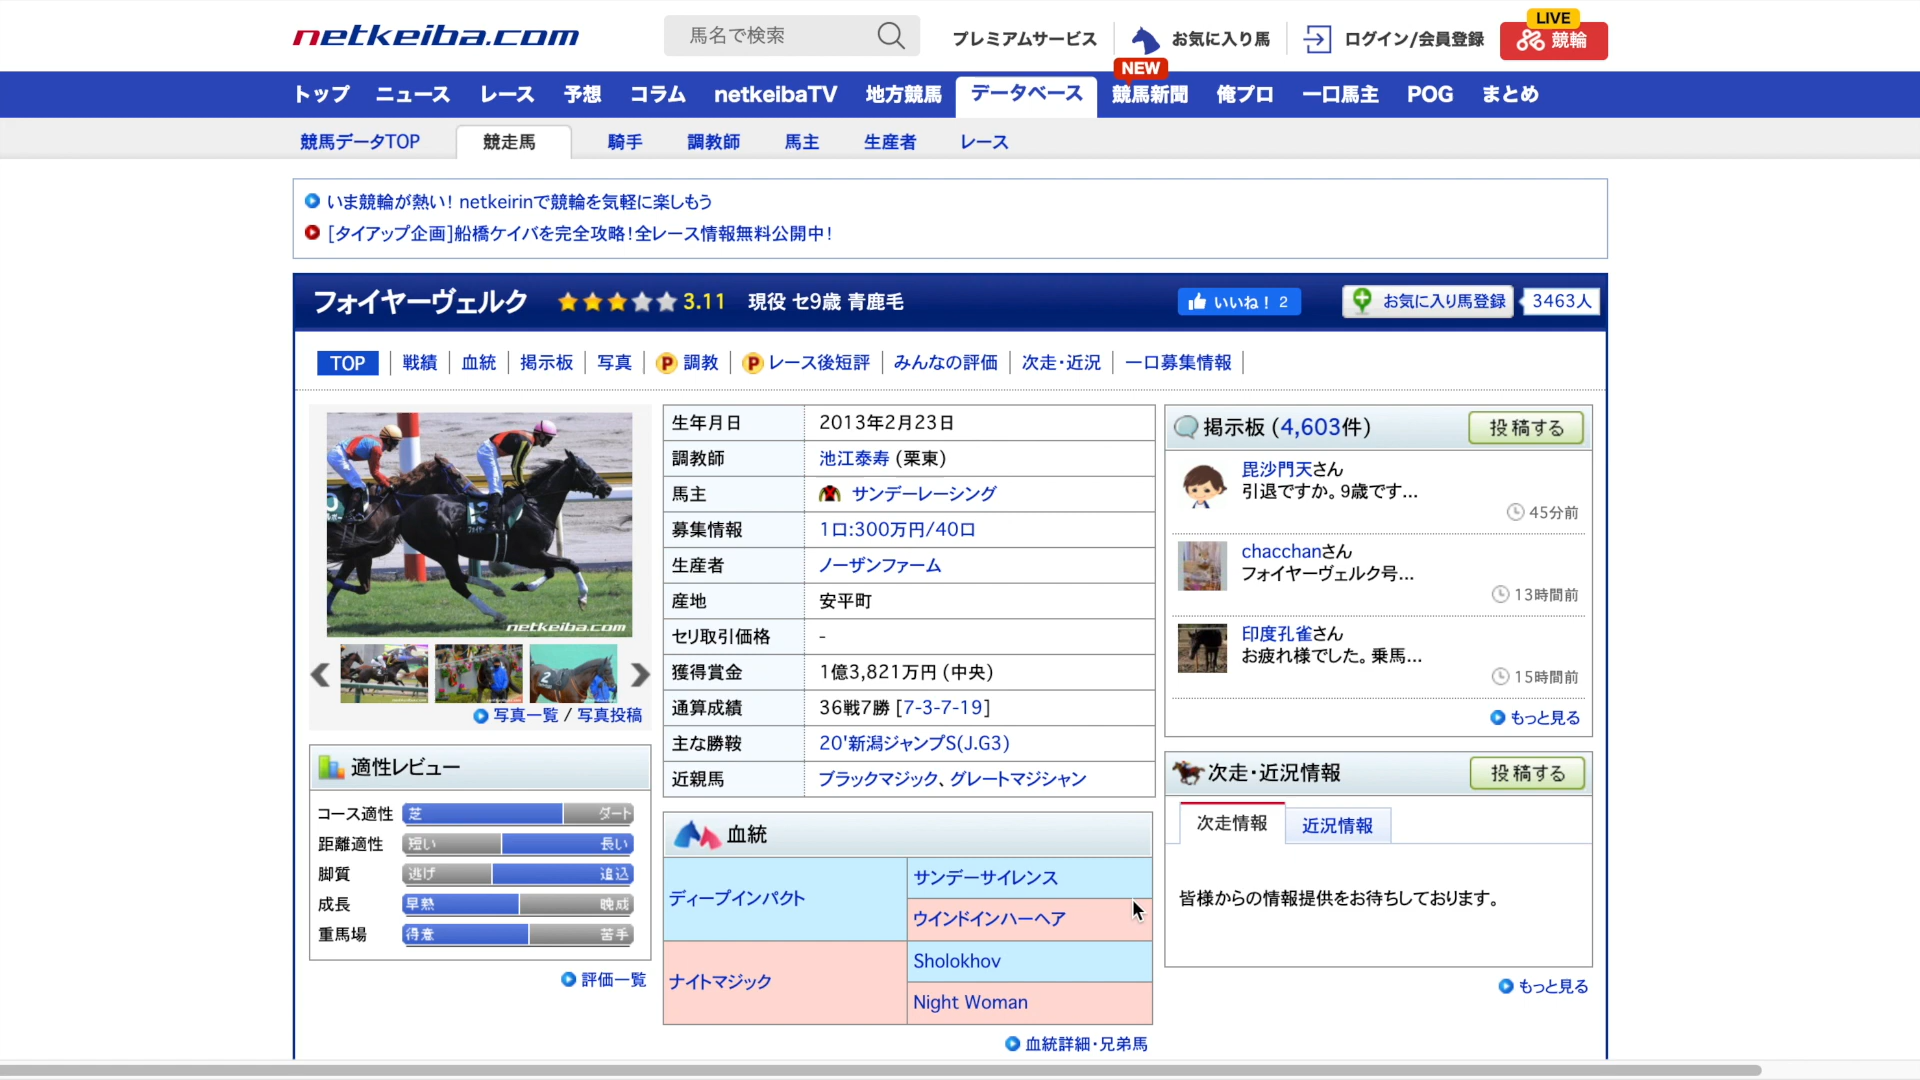 netkeiba.com
馬名で検索
プレミアムサービス
お気に入り馬
ログイン/会員登録
LIVE
競輪
NEW
トップ ニュース レース 予想 コラム netkeibaTV 地方競馬 データベース 競馬新聞 俺プロ 一口馬主 POG まとめ
競馬データTOP 競走馬 騎手 調教師 馬主 生産者 レース
いま競輪が熱い! netkeirinで競輪を気軽に楽しもう
[タイアップ企画]船橋ケイバを完全攻略!全レース情報無料公開中!
フォイヤーヴェルク 3.11 現役 セ9歳 青鹿毛
いいね! 2
お気に入り馬登録 3463人
TOP 戦績 血統 掲示板 写真 P 調教 P レース後短評 みんなの評価 次走・近況 一口募集情報
netkeiba.com
写真一覧 / 写真投稿
適性レビュー
コース適性 芝 ダート
距離適性 短い 長い
脚質 逃げ 追込
成長 早熟 晩成
重馬場 得意 苦手
評価一覧
生年月日 2013年2月23日
調教師 池江泰寿 (栗東)
馬主 サンデーレーシング
募集情報 1口:300万円/40口
生産者 ノーザンファーム
産地 安平町
セリ取引価格 -
獲得賞金 1億3,821万円 (中央)
通算成績 36戦7勝 [7-3-7-19]
主な勝鞍 20'新潟ジャンプS(J.G3)
近親馬 ブラックマジック、グレートマジシャン
血統
ディープインパクト
サンデーサイレンス
ウインドインハーヘア
ナイトマジック
Sholokhov
Night Woman
血統詳細・兄弟馬
掲示板 (4,603件)
投稿する
毘沙門天さん
引退ですか。9歳です...
45分前
chacchanさん
フォイヤーヴェルク号...
13時間前
印度孔雀さん
お疲れ様でした。乗馬...
15時間前
もっと見る
次走・近況情報
投稿する
次走情報 近況情報
皆様からの情報提供をお待ちしております。
もっと見る